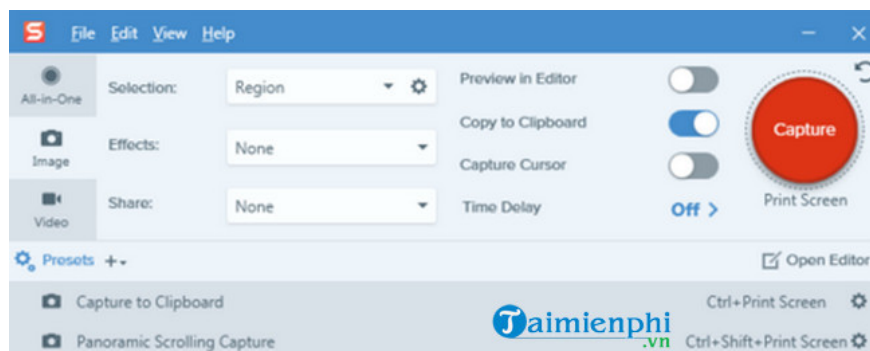 S File Edit View Help
All-in-One
Image
Video
Selection: Region
Effects: None
Share: None
Preview in Editor
Copy to Clipboard
Capture Cursor
Time Delay Off >
Capture
Print Screen
Presets + Open Editor
Capture to Clipboard Ctrl+Print Screen
Panoramic Scrolling Capture Ctrl+Shift+Print Screen
Taimienphi
.vn